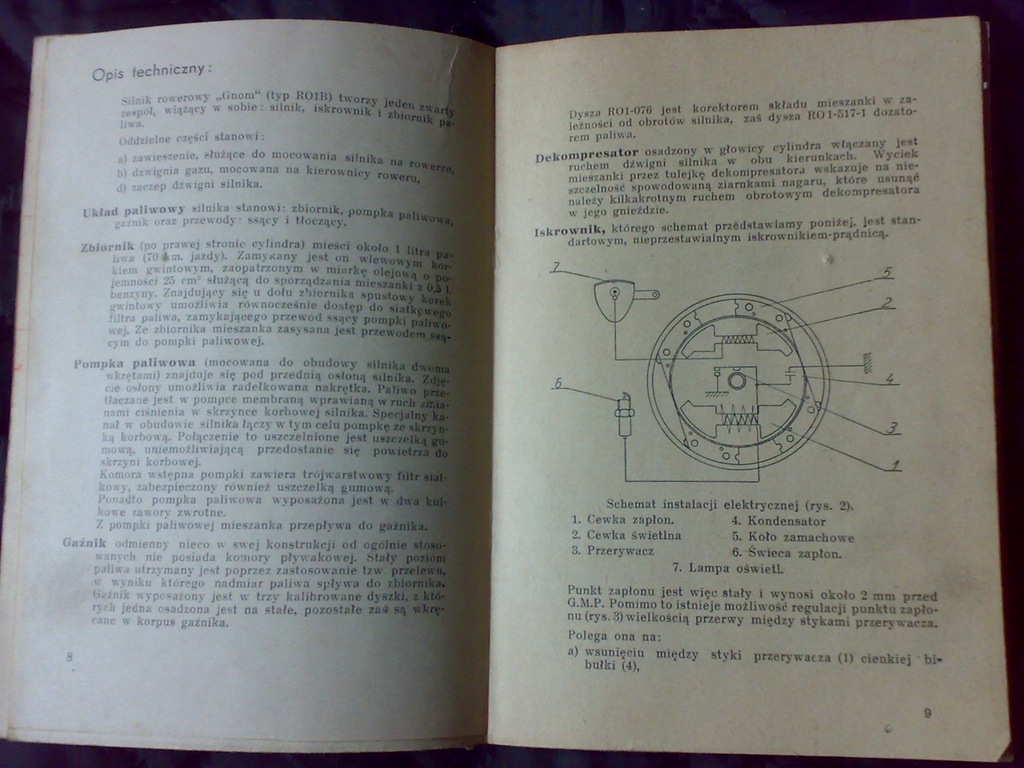 Opis techniczny:
Silnik rowerowy „Gnom“ (typ RO1B) tworzy jeden zwarty
zespół, wiążący w sobie: silnik, iskrownik i zbiornik pa-
liwa.
Oddzielne części stanowi:
a) zawieszenie, służące do mocowania silnika na rowerze,
b) dźwignia gazu, mocowana na kierownicy roweru,
d) zaczep dźwigni silnika.
Układ paliwowy silnika stanowi: zbiornik, pompka paliwowa,
gaźnik oraz przewody: ssący i tłoczący.
Zbiornik (po prawej stronie cylindra) mieści około 1 litra pa-
liwa (70 km. jazdy). Zamykany jest on wlewowym kor-
kiem gwintowym, zaopatrzonym w miarkę olejową o po-
jemności 25 cm³ służącą do sporządzania mieszanki z 0,5 l.
benzyny. Znajdujący się u dołu zbiornika spustowy korek
gwintowy umożliwia równocześnie dostęp do siatkowego
filtra paliwa, zamykającego przewód ssący pompki paliwo-
wej. Ze zbiornika mieszanka zasysana jest przewodem ssą-
cym do pompki paliwowej.
Pompka paliwowa (mocowana do obudowy silnika dwoma
wkrętami) znajduje się pod przednią osłoną silnika. Zdję-
cie osłony umożliwia radełkowana nakrętka. Paliwo prze-
tłaczane jest w pompce membraną wprawianą w ruch zmia-
nami ciśnienia w skrzynce korbowej silnika. Specjalny ka-
nał w obudowie silnika łączy w tym celu pompkę ze skrzyn-
ką korbową. Połączenie to uszczelnione jest uszczelką gu-
mową, uniemożliwiającą przedostanie się powietrza do
skrzyni korbowej.
Komora wstępna pompki zawiera trójwarstwowy filtr siat-
kowy, zabezpieczony również uszczelką gumową.
Ponadto pompka paliwowa wyposażona jest w dwa kul-
kowe zawory zwrotne.
Z pompki paliwowej mieszanka przepływa do gaźnika.
Gaźnik odmienny nieco w swej konstrukcji od ogólnie stoso-
wanych nie posiada komory pływakowej. Stały poziom
paliwa utrzymany jest poprzez zastosowanie tzw przelewu,
w wyniku którego nadmiar paliwa spływa do zbiornika.
Gaźnik wyposażony jest w trzy kalibrowane dyszki, z któ-
rych jedna osadzona jest na stałe, pozostałe zaś są wkrę-
cane w korpus gaźnika.
8
Dysza RO1-076 jest korektorem składu mieszanki w za-
leżności od obrotów silnika, zaś dysza RO1-517-1 dozato-
rem paliwa.
Dekompresator osadzony w głowicy cylindra włączany jest
ruchem dźwigni silnika w obu kierunkach. Wyciek
mieszanki przez tulejkę dekompresatora wskazuje na nie-
szczelność spowodowaną ziarnkami nagaru, które usunąć
należy kilkakrotnym ruchem obrotowym dekompresatora
w jego gnieździe.
Iskrownik, którego schemat przedstawiamy poniżej, jest stan-
dartowym, nieprzestawialnym iskrownikiem-prądnicą.
7
5
2
6
4
3
1
Schemat instalacji elektrycznej (rys. 2).
1. Cewka zapłon. 4. Kondensator
2. Cewka świetlna 5. Koło zamachowe
3. Przerywacz 6. Świeca zapłon.
7. Lampa oświetl.
Punkt zapłonu jest więc stały i wynosi około 2 mm przed
G.M.P. Pomimo to istnieje możliwość regulacji punktu zapło-
nu (rys. 3) wielkością przerwy między stykami przerywacza.
Polega ona na:
a) wsunięciu między styki przerywacza (1) cienkiej bi-
bułki (4),
9